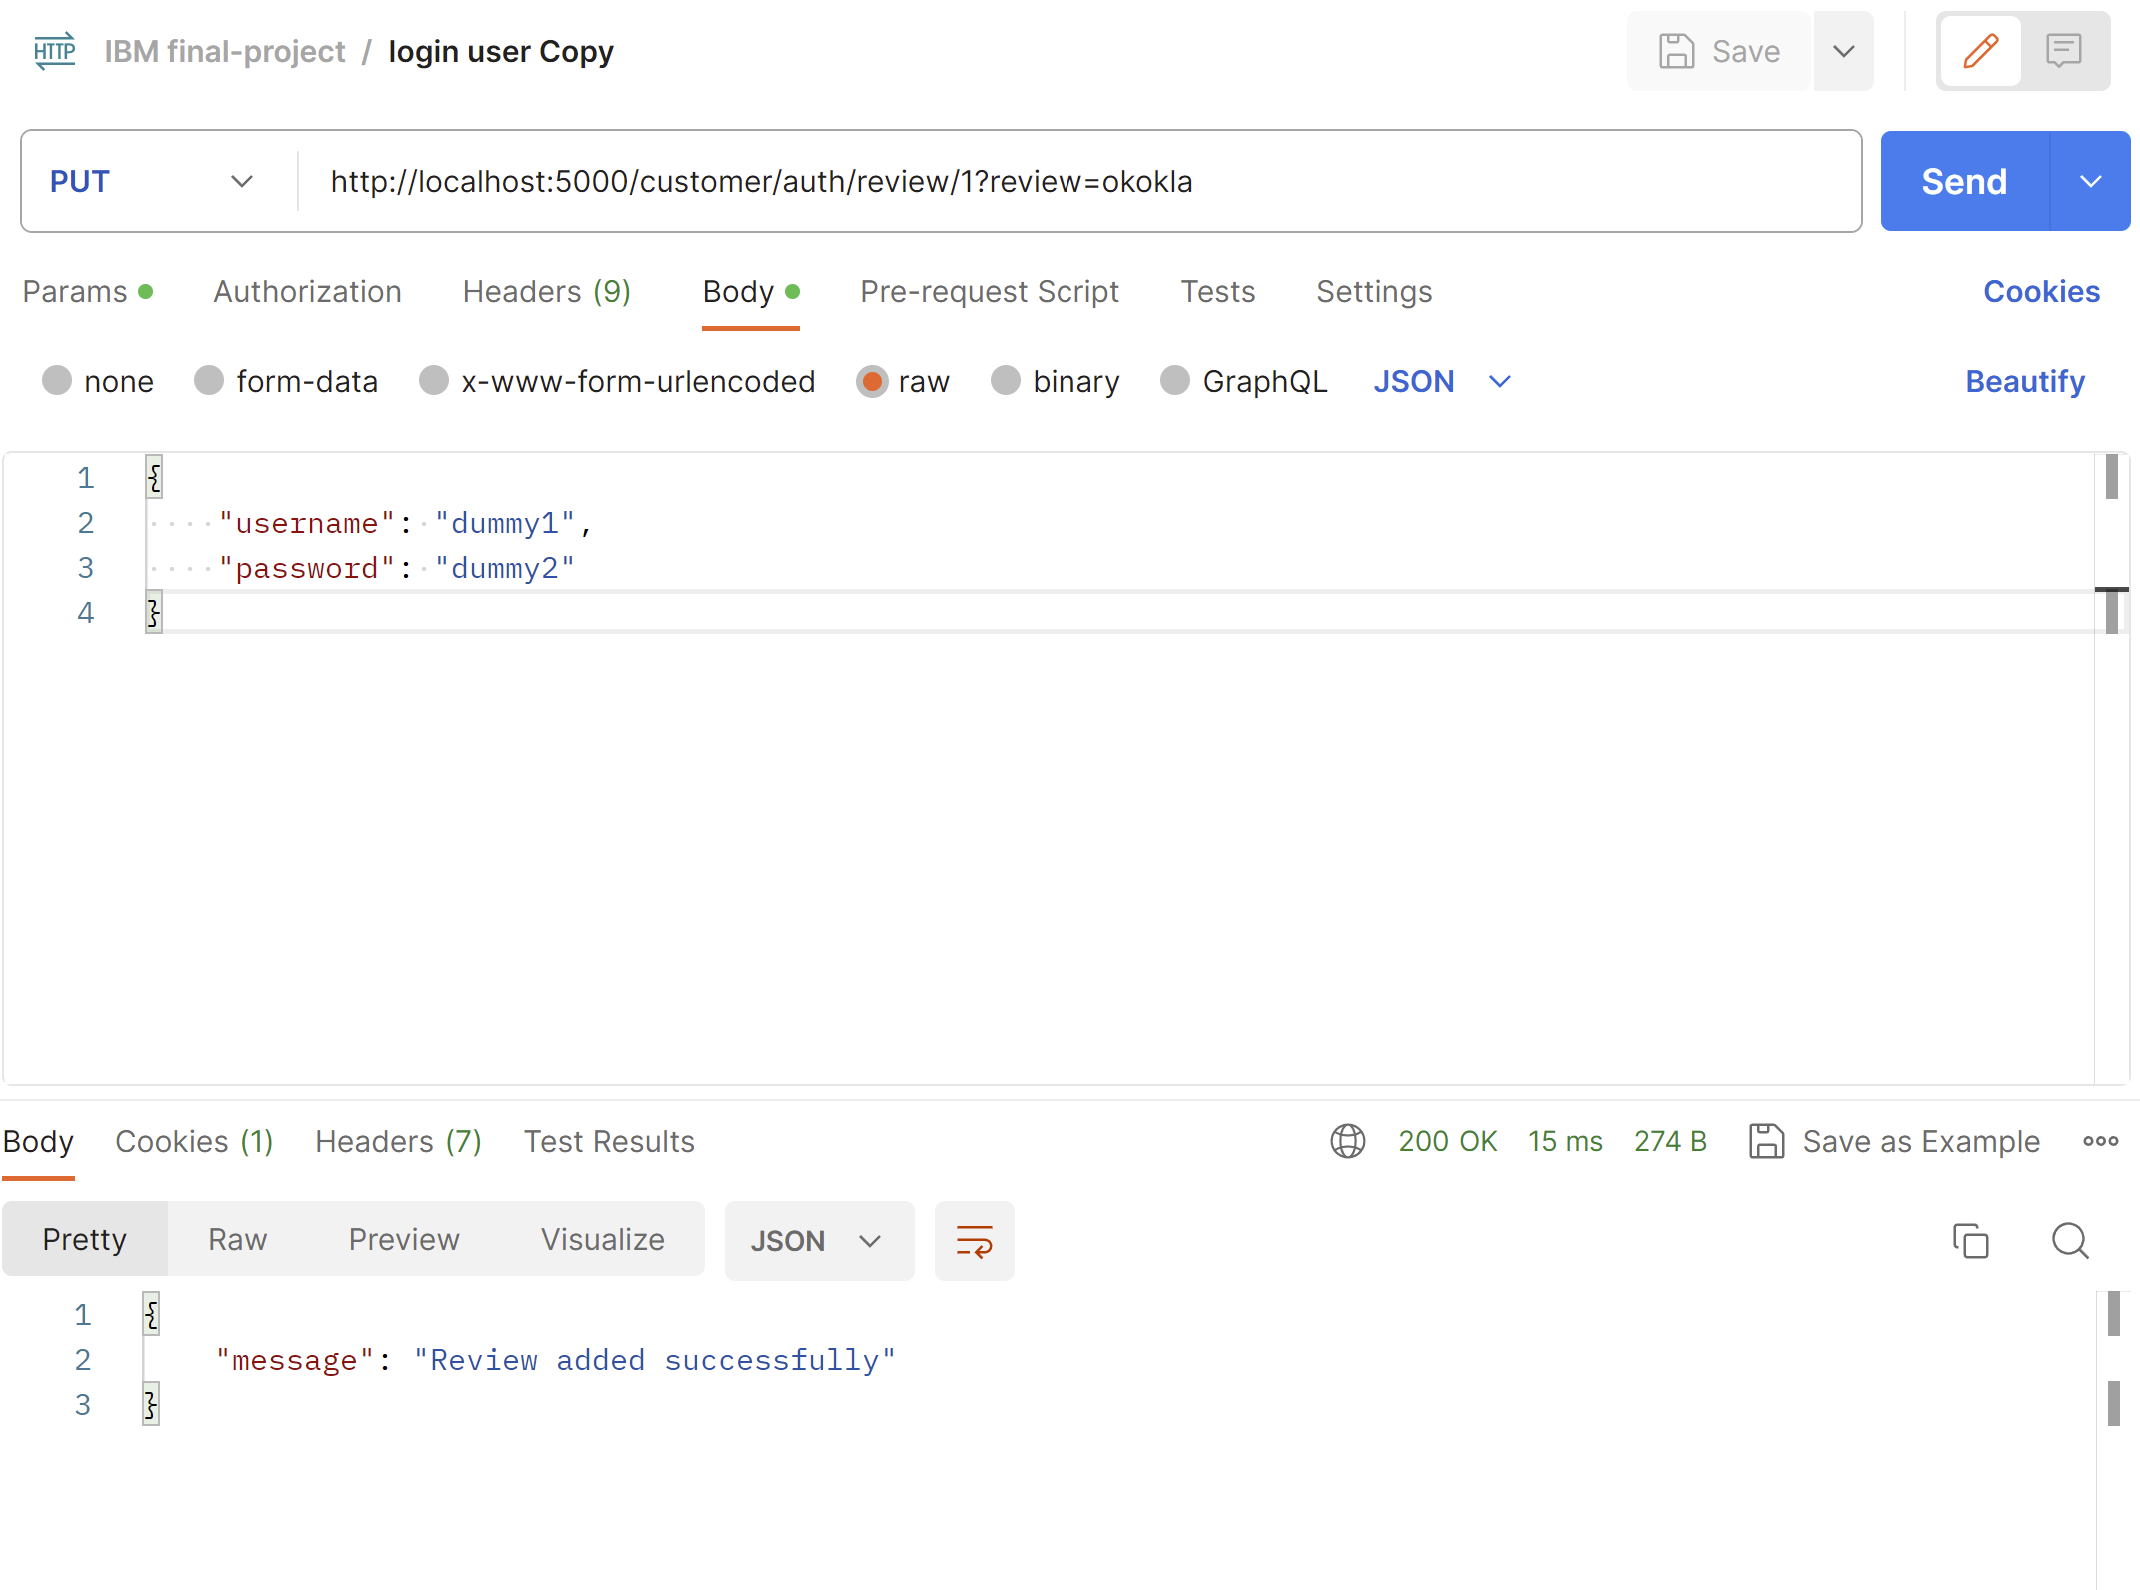 HTTP IBM final-project / login user Copy Save
PUT http://localhost:5000/customer/auth/review/1?review=okokla Send
Params Authorization Headers (9) Body Pre-request Script Tests Settings Cookies
none form-data x-www-form-urlencoded raw binary GraphQL JSON Beautify
1 {
2 "username": "dummy1",
3 "password": "dummy2"
4 }
Body Cookies (1) Headers (7) Test Results 200 OK 15 ms 274 B Save as Example
Pretty Raw Preview Visualize JSON
1 {
2 "message": "Review added successfully"
3 }